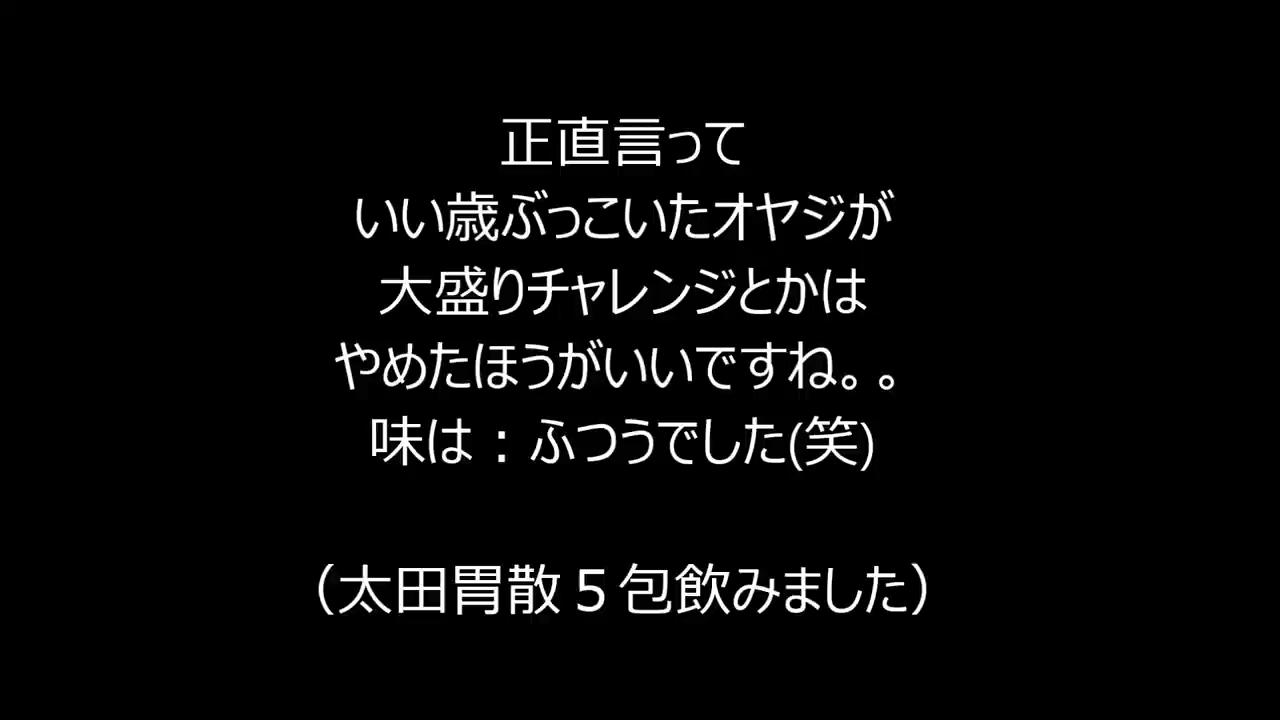 正直言って
いい歳ぶっこいたオヤジが
大盛りチャレンジとかは
やめたほうがいいですね。。
味は：ふつうでした(笑)
（太田胃散５包飲みました）